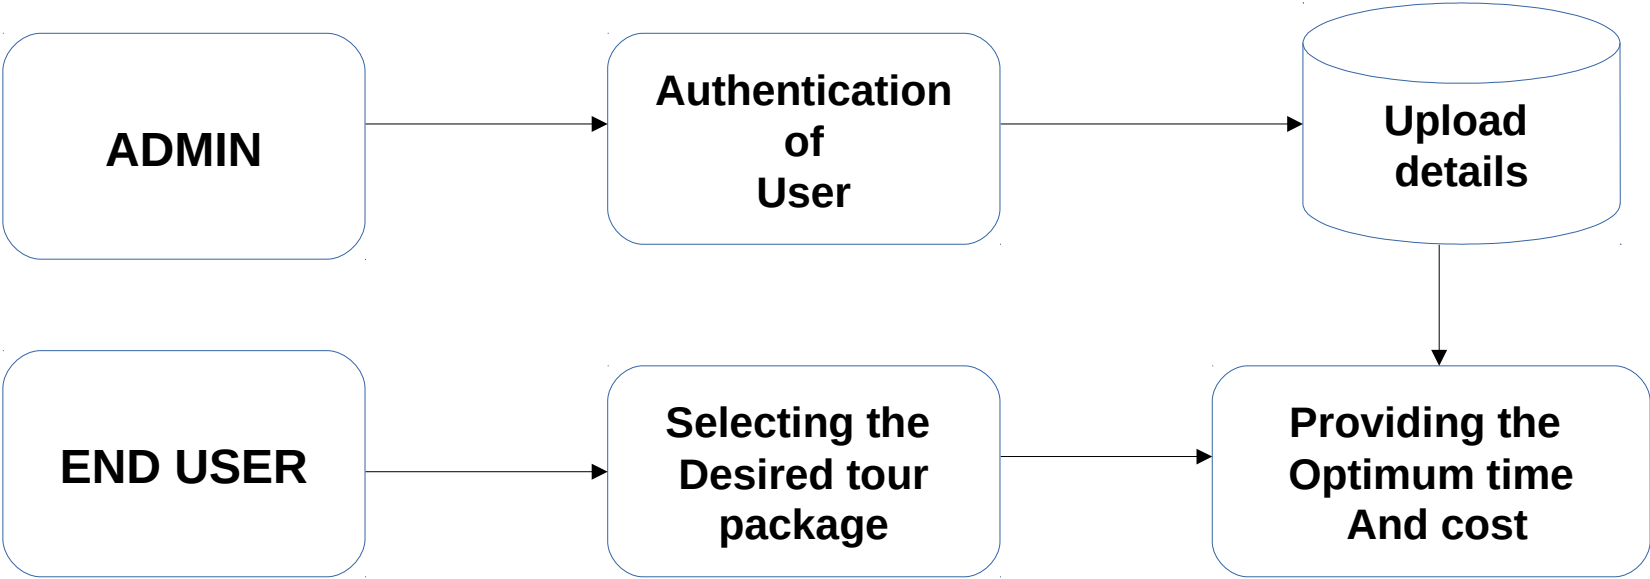 ADMIN
Authentication
of
User
Upload
details
END USER
Selecting the
Desired tour
package
Providing the
Optimum time
And cost